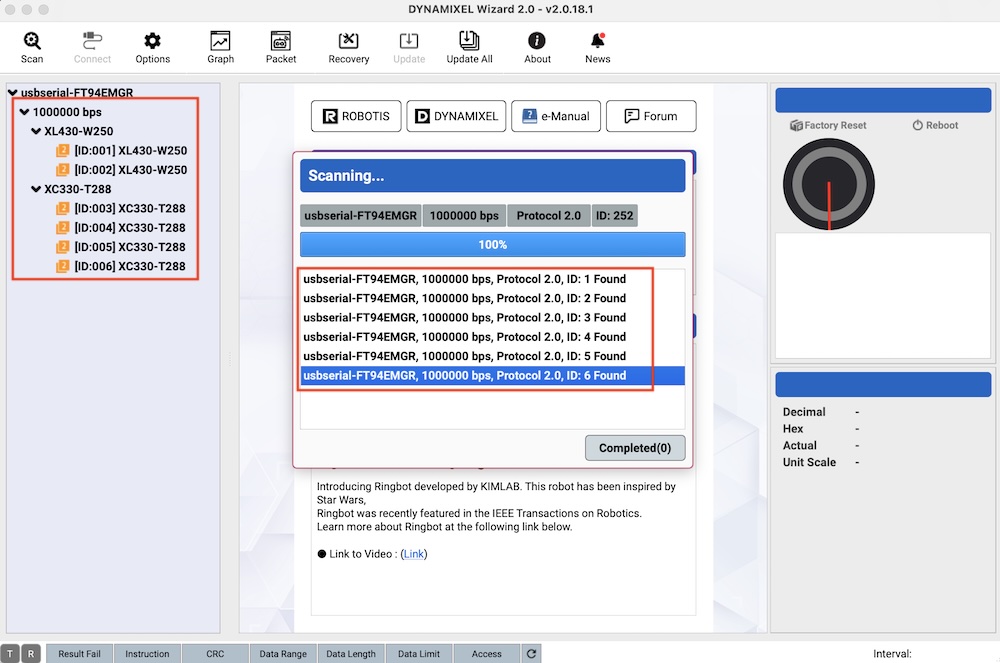 DYNAMIXEL Wizard 2.0 - v2.0.18.1
Scan Connect Options Graph Packet Recovery Update Update All About News
usbserial-FT94EMGR
1000000 bps
XL430-W250
2 [ID:001] XL430-W250
2 [ID:002] XL430-W250
XC330-T288
2 [ID:003] XC330-T288
2 [ID:004] XC330-T288
2 [ID:005] XC330-T288
2 [ID:006] XC330-T288
R ROBOTIS D DYNAMIXEL ? e-Manual Forum
Scanning...
usbserial-FT94EMGR 1000000 bps Protocol 2.0 ID: 252
100%
usbserial-FT94EMGR, 1000000 bps, Protocol 2.0, ID: 1 Found
usbserial-FT94EMGR, 1000000 bps, Protocol 2.0, ID: 2 Found
usbserial-FT94EMGR, 1000000 bps, Protocol 2.0, ID: 3 Found
usbserial-FT94EMGR, 1000000 bps, Protocol 2.0, ID: 4 Found
usbserial-FT94EMGR, 1000000 bps, Protocol 2.0, ID: 5 Found
usbserial-FT94EMGR, 1000000 bps, Protocol 2.0, ID: 6 Found
Completed(0)
Introducing Ringbot developed by KIMLAB. This robot has been inspired by
Star Wars,
Ringbot was recently featured in the IEEE Transactions on Robotics.
Learn more about Ringbot at the following link below.
● Link to Video : (Link)
Factory Reset Reboot
Decimal -
Hex -
Actual -
Unit Scale -
T R Result Fail Instruction CRC Data Range Data Length Data Limit Access Interval: